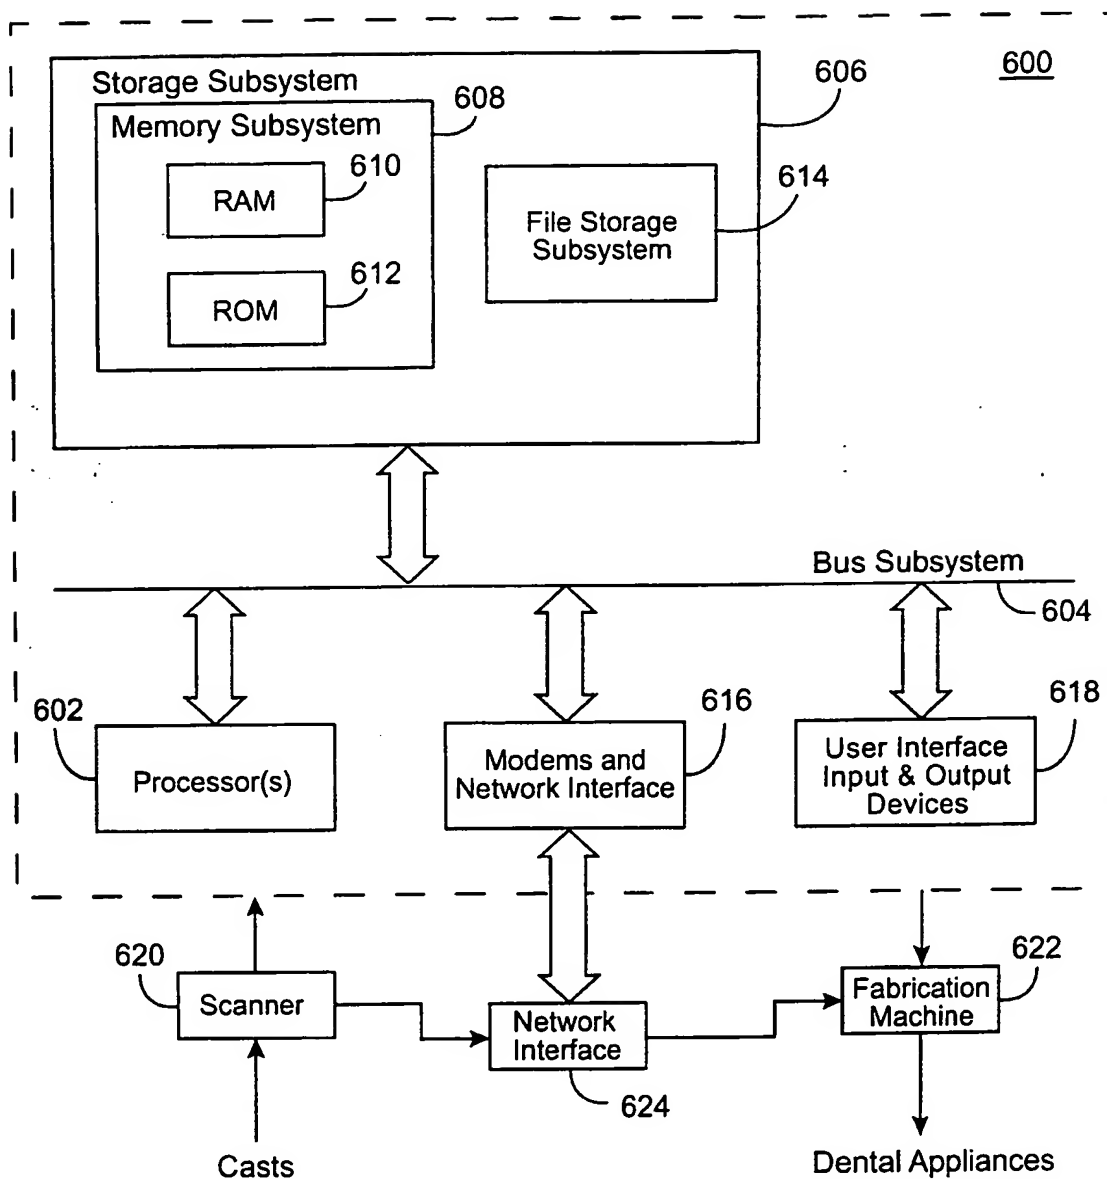 600
Storage Subsystem
606
608
Memory Subsystem
610
RAM
614
File Storage
Subsystem
612
ROM
Bus Subsystem
604
602
616
618
Processor(s)
Modems and
Network Interface
User Interface
Input & Output
Devices
620
Scanner
622
Fabrication
Machine
Network
Interface
624
Casts
Dental Appliances